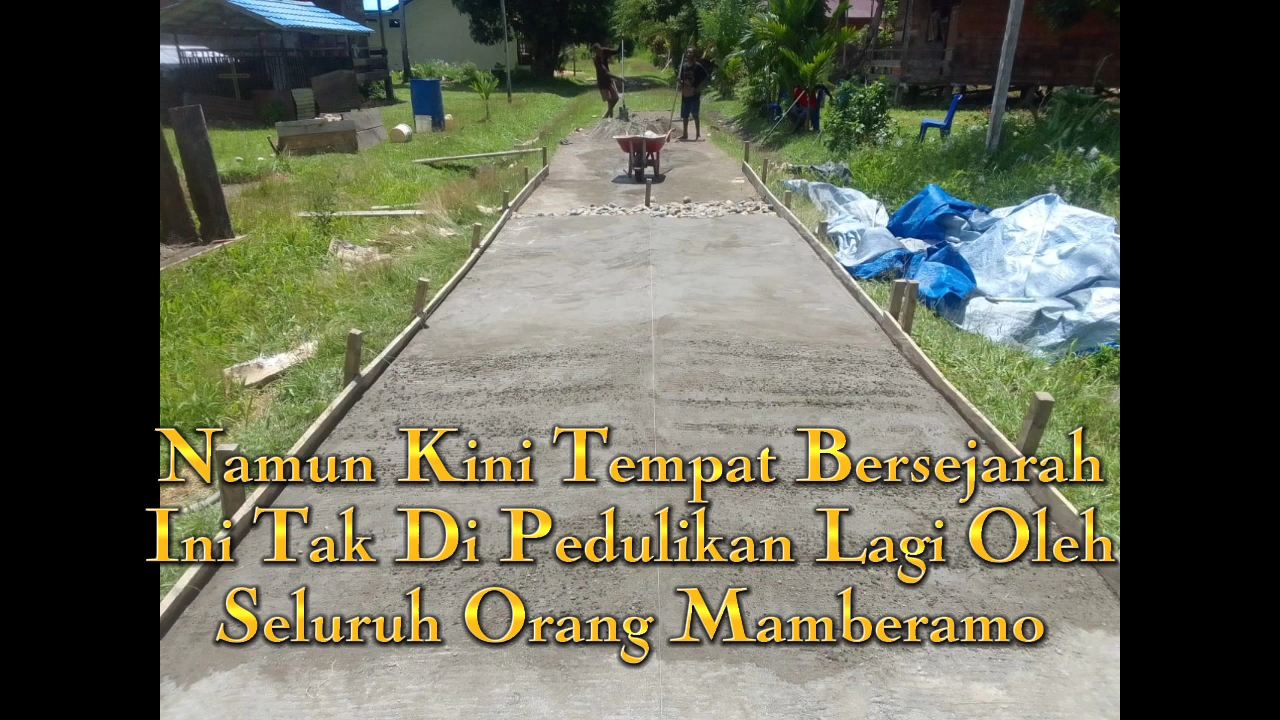 Namun Kini Tempat Bersejarah
Ini Tak Di Pedulikan Lagi Oleh
Seluruh Orang Mamberamo